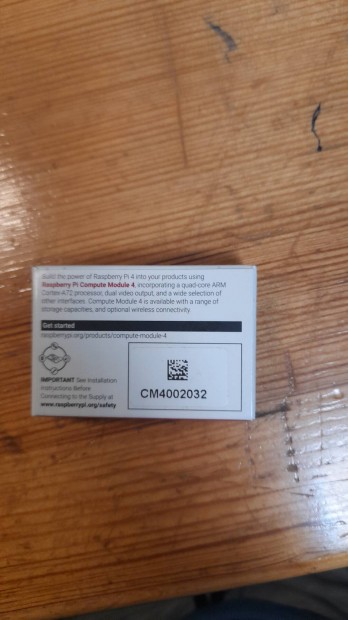 Build the power of Raspberry Pi 4 into your products using
Raspberry Pi Compute Module 4, incorporating a quad-core ARM
Cortex-A72 processor, dual video output, and a wide selection of
other interfaces. Compute Module 4 is available with a range of
storage capacities, and optional wireless connectivity.
Get started
raspberrypi.org/products/compute-module-4
IMPORTANT See Installation
Instructions Before
Connecting to the Supply at
www.raspberrypi.org/safety
CM4002032